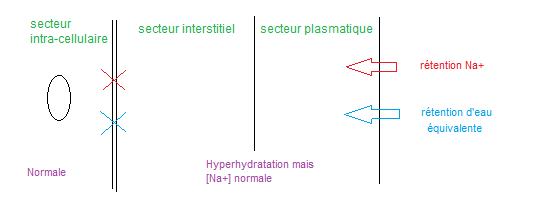 secteur
intra-cellulaire
secteur interstitiel
secteur plasmatique
rétention Na+
rétention d'eau
équivalente
Normale
Hyperhydratation mais
[Na+] normale